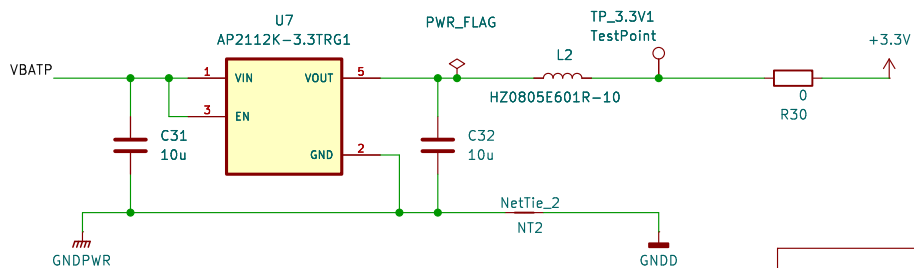 U7
AP2112K-3.3TRG1
PWR_FLAG
TP_3.3V1
TestPoint
+3.3V
VBATP
1
VIN
VOUT
5
L2
HZ0805E601R-10
3
EN
0
R30
C31
10u
GND
2
C32
10u
NetTie_2
NT2
GNDPWR
GNDD